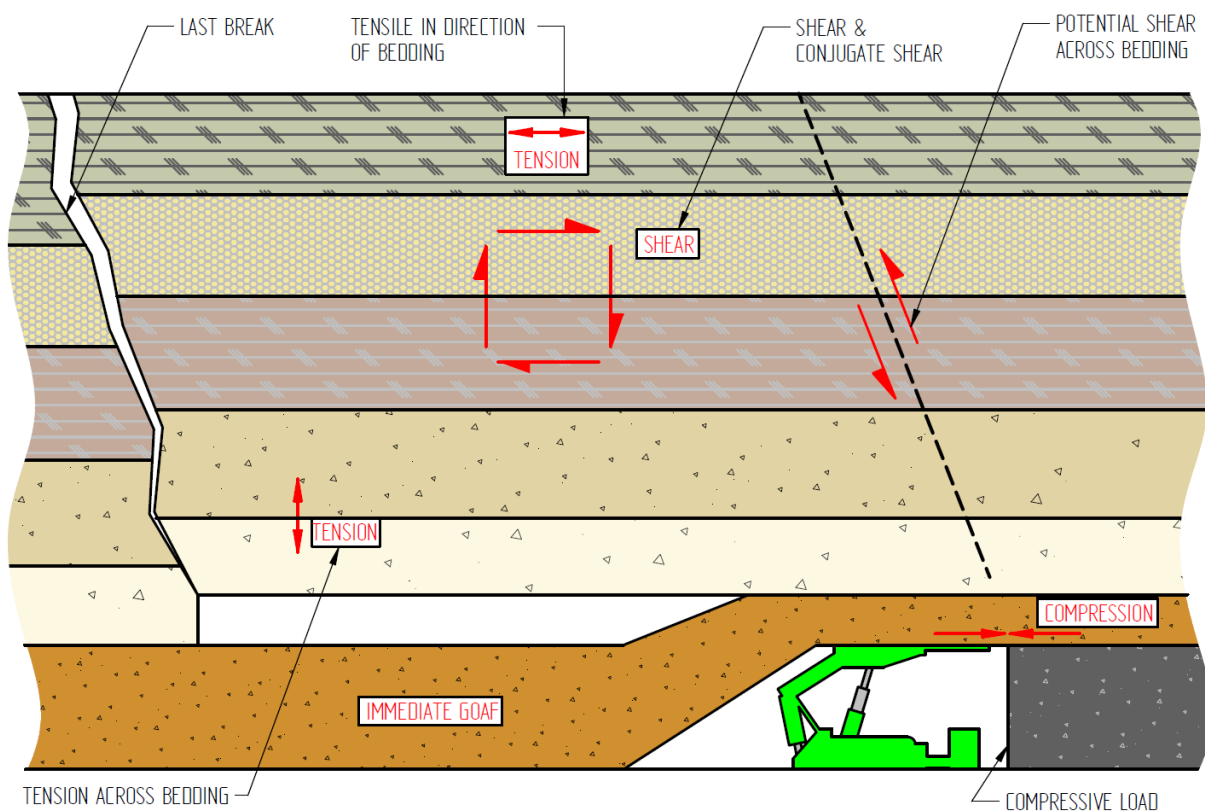 LAST BREAK
TENSILE IN DIRECTION
OF BEDDING
SHEAR &
CONJUGATE SHEAR
POTENTIAL SHEAR
ACROSS BEDDING
TENSION
SHEAR
TENSION
COMPRESSION
IMMEDIATE GOAF
TENSION ACROSS BEDDING
COMPRESSIVE LOAD